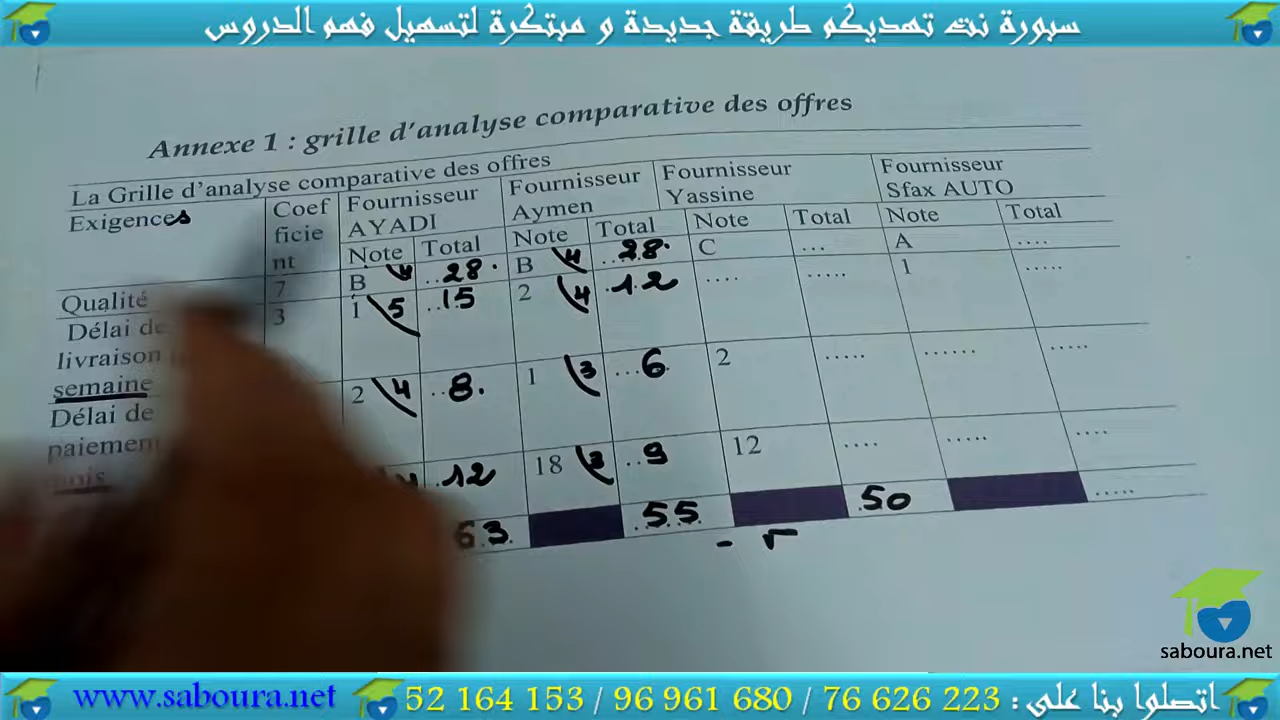 سبورة نت تهديكم طريقة جديدة و مبتكرة لتسهيل فهم الدروس
Annexe 1 : grille d'analyse comparative des offres
La Grille d'analyse comparative des offres
Exigences Coef ficie nt Fournisseur AYADI Fournisseur Aymen Fournisseur Yassine Fournisseur Sfax AUTO
Note Total Note Total Note Total Note Total
Qualité 7 B 4 ..28. B 4 ..28. C ... A ....
Délai de livraison semaine 3 1 5 ..15 2 4 .12 .... ..... 1 .....
Délai de paiement mois 2 4 ..8. 1 3 ...6 2 ..... ...... .....
.12 18 3 ..9 12 .... ..... ....
63. .55. .50 .....
- 5
saboura.net
www.saboura.net 52 164 153 / 96 961 680 / 76 626 223 : اتصلوا بنا على